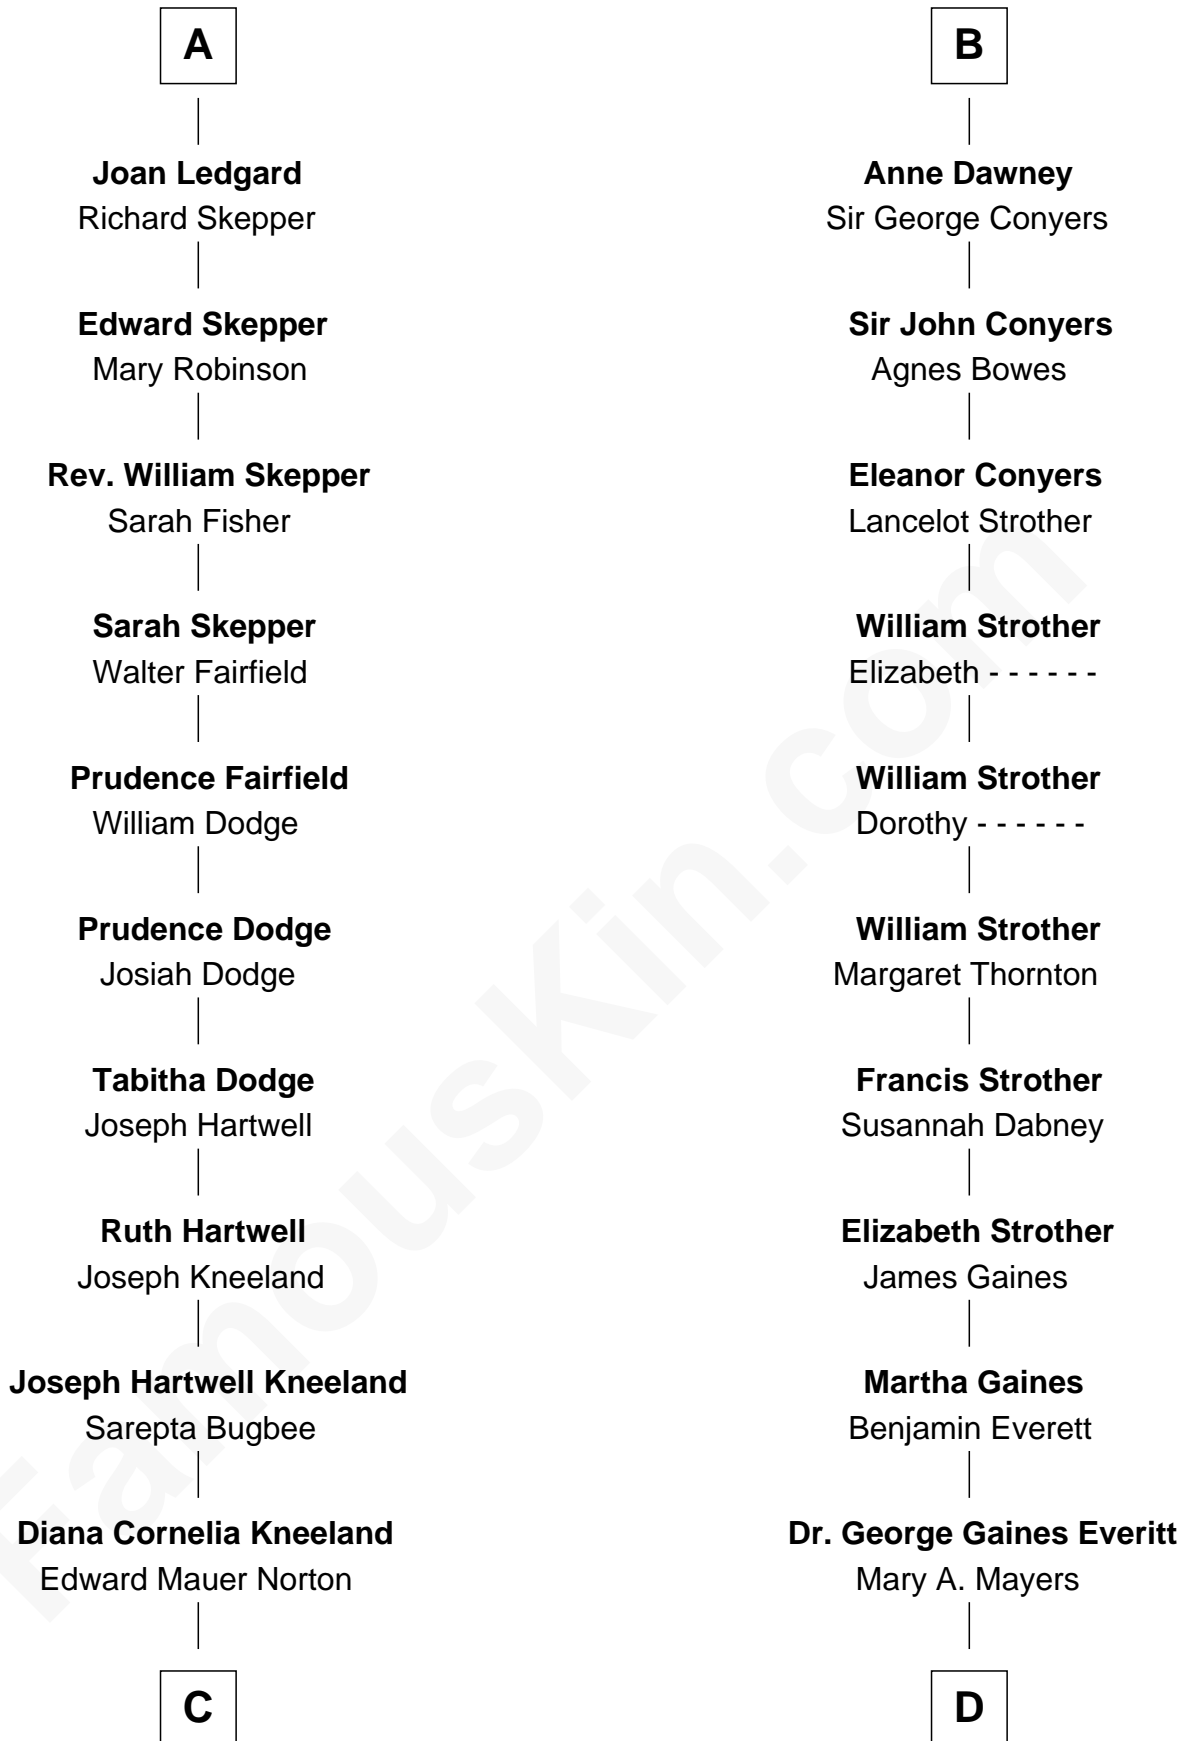 A
Joan Ledgard
Richard Skepper
Edward Skepper
Mary Robinson
Rev. William Skepper
Sarah Fisher
Sarah Skepper
Walter Fairfield
Prudence Fairfield
William Dodge
Prudence Dodge
Josiah Dodge
Tabitha Dodge
Joseph Hartwell
Ruth Hartwell
Joseph Kneeland
Joseph Hartwell Kneeland
Sarepta Bugbee
Diana Cornelia Kneeland
Edward Mauer Norton
C
B
Anne Dawney
Sir George Conyers
Sir John Conyers
Agnes Bowes
Eleanor Conyers
Lancelot Strother
William Strother
Elizabeth - - - - - -
William Strother
Dorothy - - - - - -
William Strother
Margaret Thornton
Francis Strother
Susannah Dabney
Elizabeth Strother
James Gaines
Martha Gaines
Benjamin Everett
Dr. George Gaines Everitt
Mary A. Mayers
D
FamousKin.com